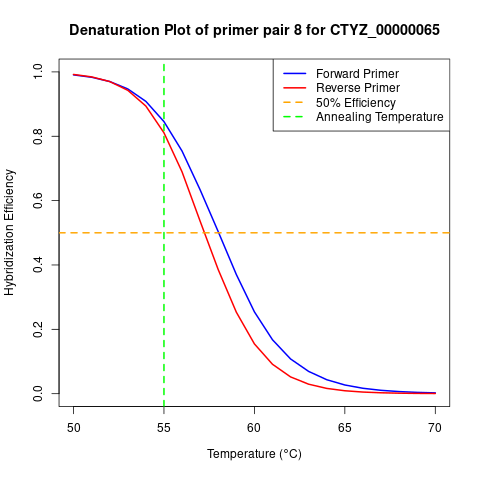 Denaturation Plot of primer pair 8 for CTYZ_00000065
Forward Primer
Reverse Primer
50% Efficiency
Annealing Temperature
Hybridization Efficiency
1.0
0.8
0.6
0.4
0.2
0.0
50 55 60 65 70
Temperature (°C)